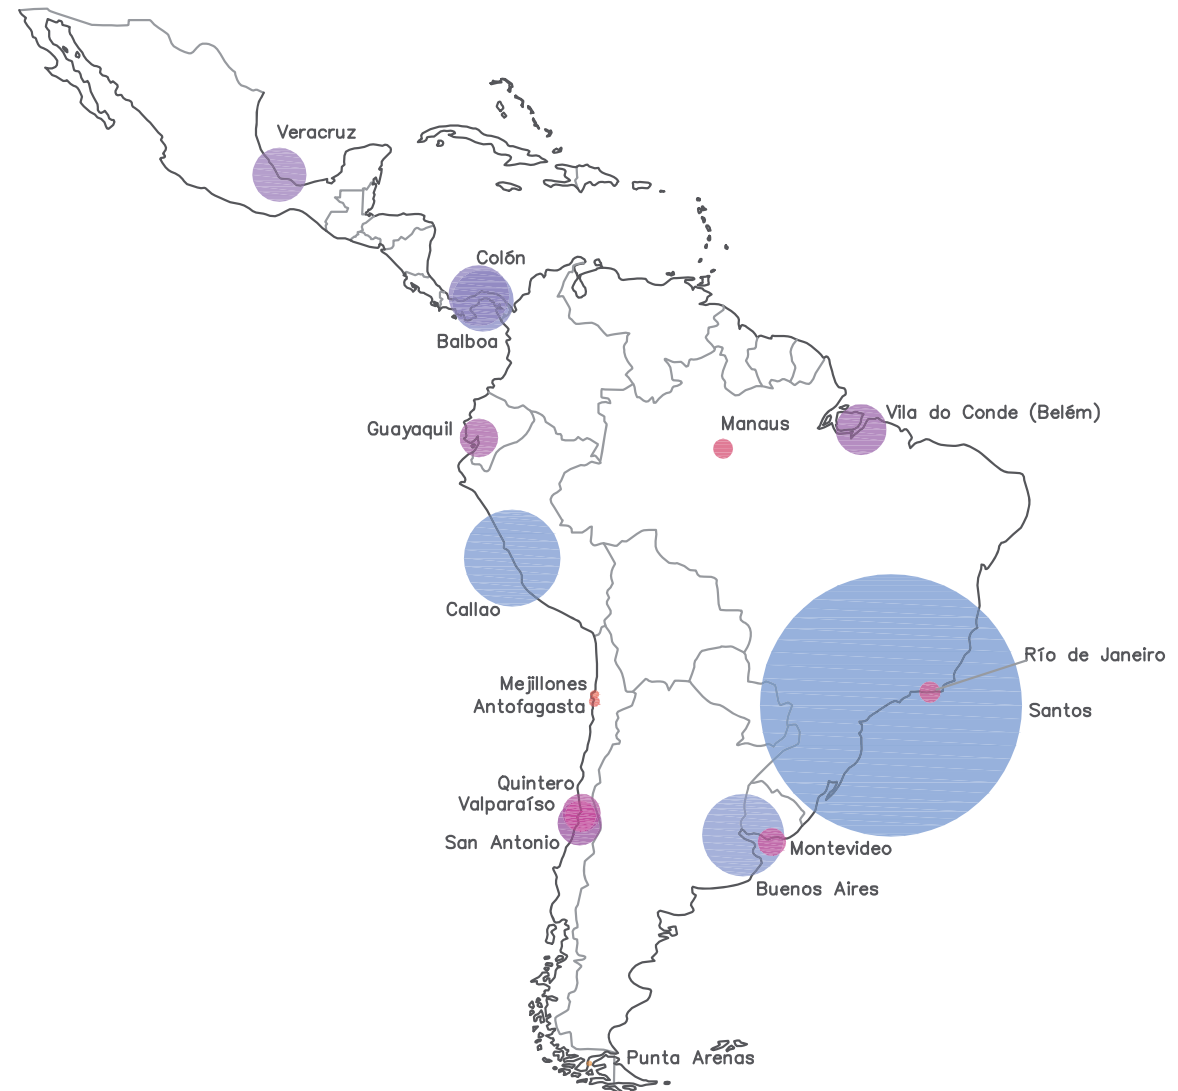 Veracruz
Colón
Balboa
Vila do Conde (Belém)
Manaus
Guayaquil
Callao
Río de Janeiro
Mejillones
Antofagasta
Santos
Quintero
Valparaíso
San Antonio
Montevideo
Buenos Aires
Punta Arenas